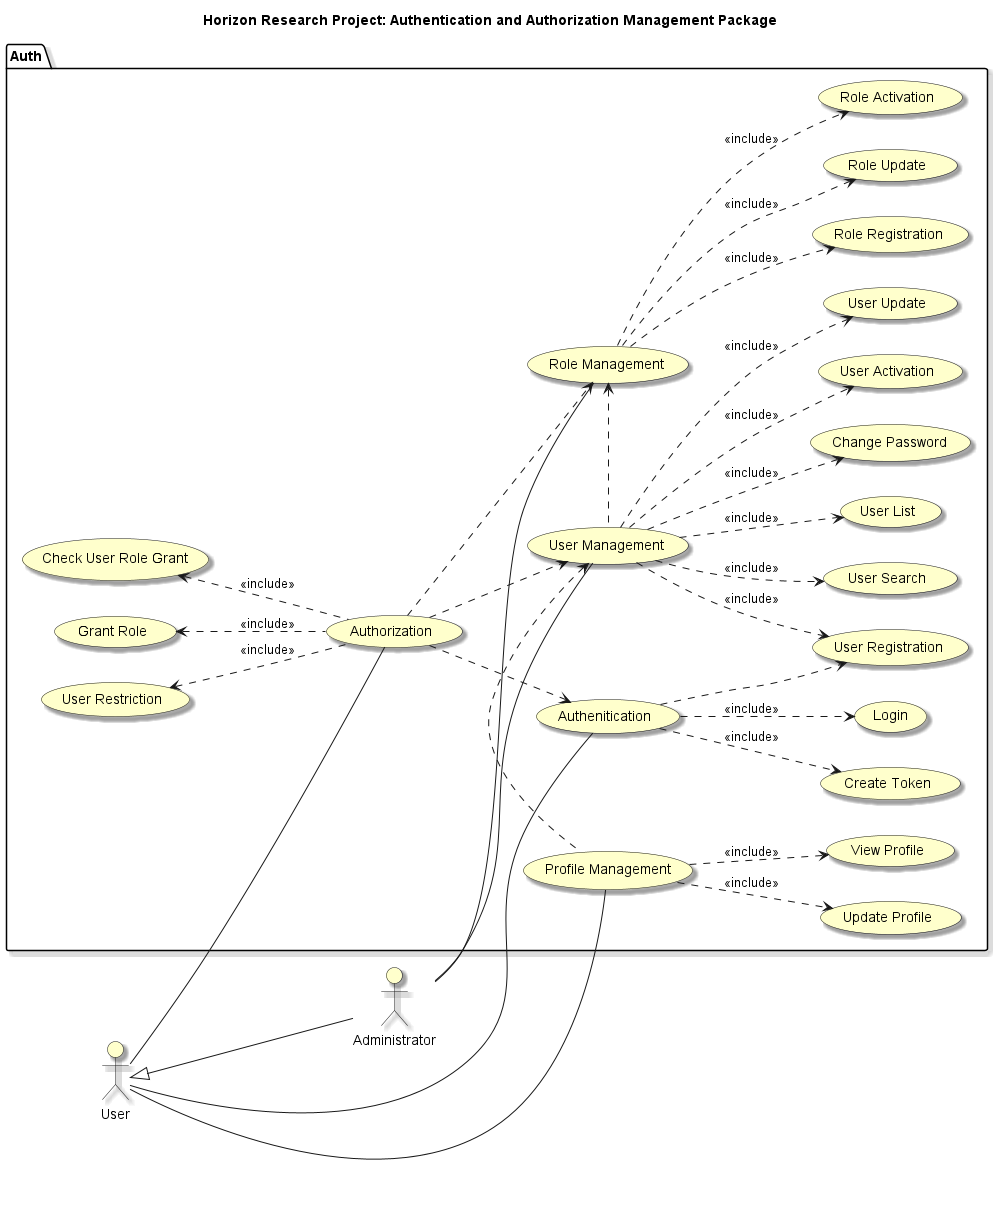 Horizon Research Project: Authentication and Authorization Management Package
Auth
Role Activation
«include»
Role Update
«include»
Role Registration
«include»
User Update
«include»
Role Management
User Activation
«include»
Change Password
«include»
User List
«include»
User Management
Check User Role Grant
«include»
«include»
User Search
«include»
Grant Role
«include»
Authorization
«include»
User Registration
User Restriction
Authenitication
«include»
Login
«include»
Create Token
«include»
View Profile
Profile Management
«include»
Update Profile
Administrator
User